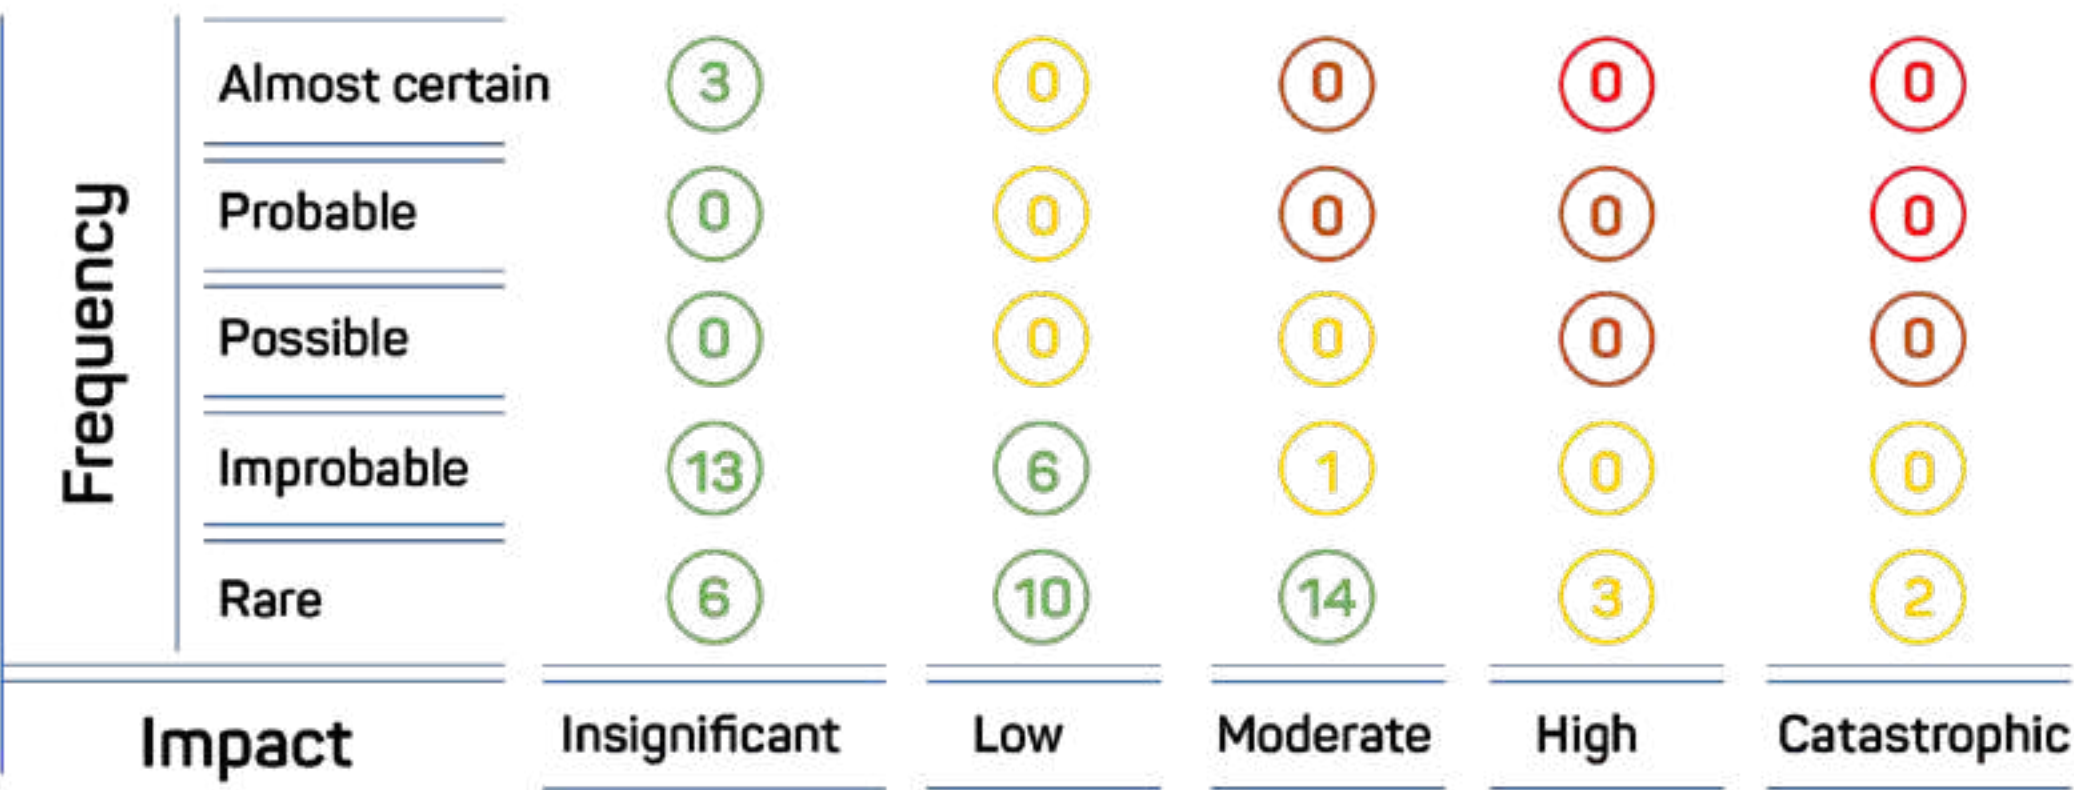 Frequency
Almost certain 3 0 0 0 0
Probable 0 0 0 0 0
Possible 0 0 0 0 0
Improbable 13 6 1 0 0
Rare 6 10 14 3 2
Impact Insignificant Low Moderate High Catastrophic